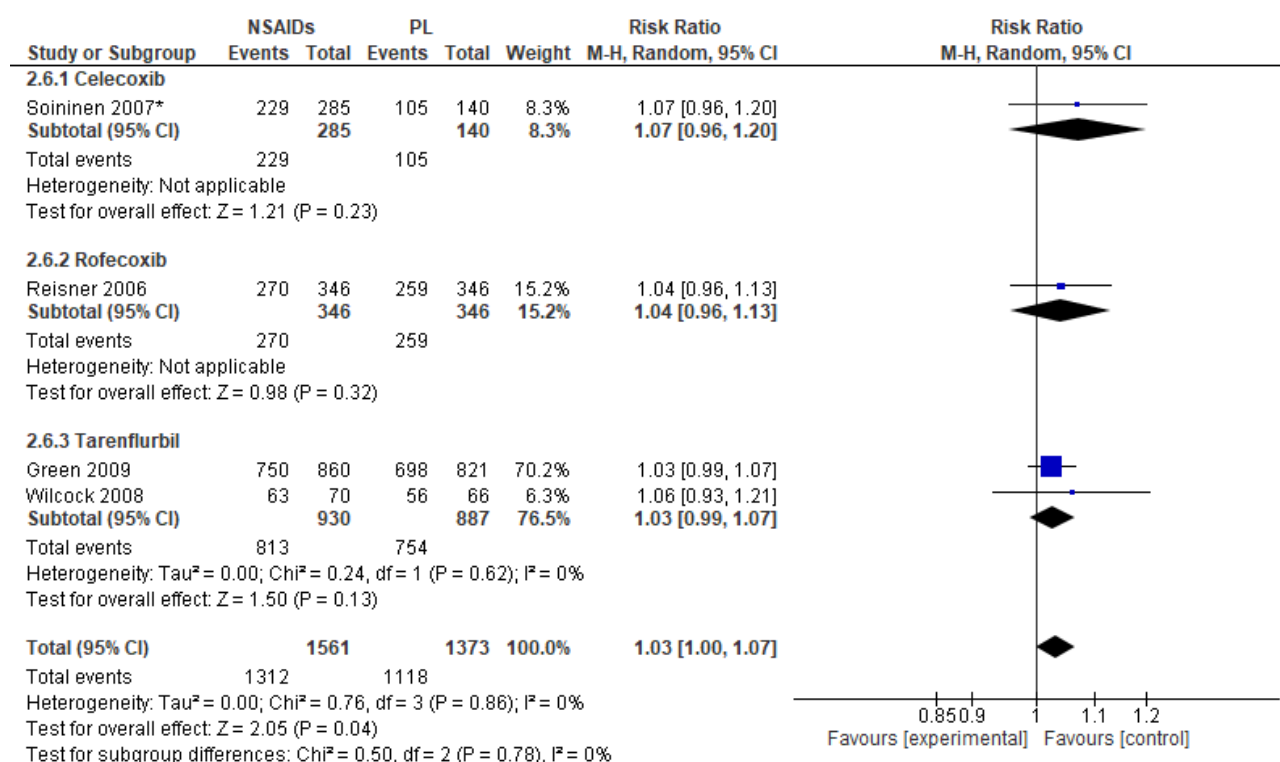 NSAIDs PL Risk Ratio Risk Ratio
Study or Subgroup Events Total Events Total Weight M-H, Random, 95% CI M-H, Random, 95% CI
2.6.1 Celecoxib
Soininen 2007* 229 285 105 140 8.3% 1.07 [0.96, 1.20]
Subtotal (95% CI) 285 140 8.3% 1.07 [0.96, 1.20]
Total events 229 105
Heterogeneity: Not applicable
Test for overall effect: Z = 1.21 (P = 0.23)
2.6.2 Rofecoxib
Reisner 2006 270 346 259 346 15.2% 1.04 [0.96, 1.13]
Subtotal (95% CI) 346 346 15.2% 1.04 [0.96, 1.13]
Total events 270 259
Heterogeneity: Not applicable
Test for overall effect: Z = 0.98 (P = 0.32)
2.6.3 Tarenflurbil
Green 2009 750 860 698 821 70.2% 1.03 [0.99, 1.07]
Wilcock 2008 63 70 56 66 6.3% 1.06 [0.93, 1.21]
Subtotal (95% CI) 930 887 76.5% 1.03 [0.99, 1.07]
Total events 813 754
Heterogeneity: Tau² = 0.00; Chi² = 0.24, df = 1 (P = 0.62); I² = 0%
Test for overall effect: Z = 1.50 (P = 0.13)
Total (95% CI) 1561 1373 100.0% 1.03 [1.00, 1.07]
Total events 1312 1118
Heterogeneity: Tau² = 0.00; Chi² = 0.76, df = 3 (P = 0.86); I² = 0%
Test for overall effect: Z = 2.05 (P = 0.04)
Test for subgroup differences: Chi² = 0.50, df = 2 (P = 0.78), I² = 0%
0.85 0.9 1 1.1 1.2
Favours [experimental] Favours [control]